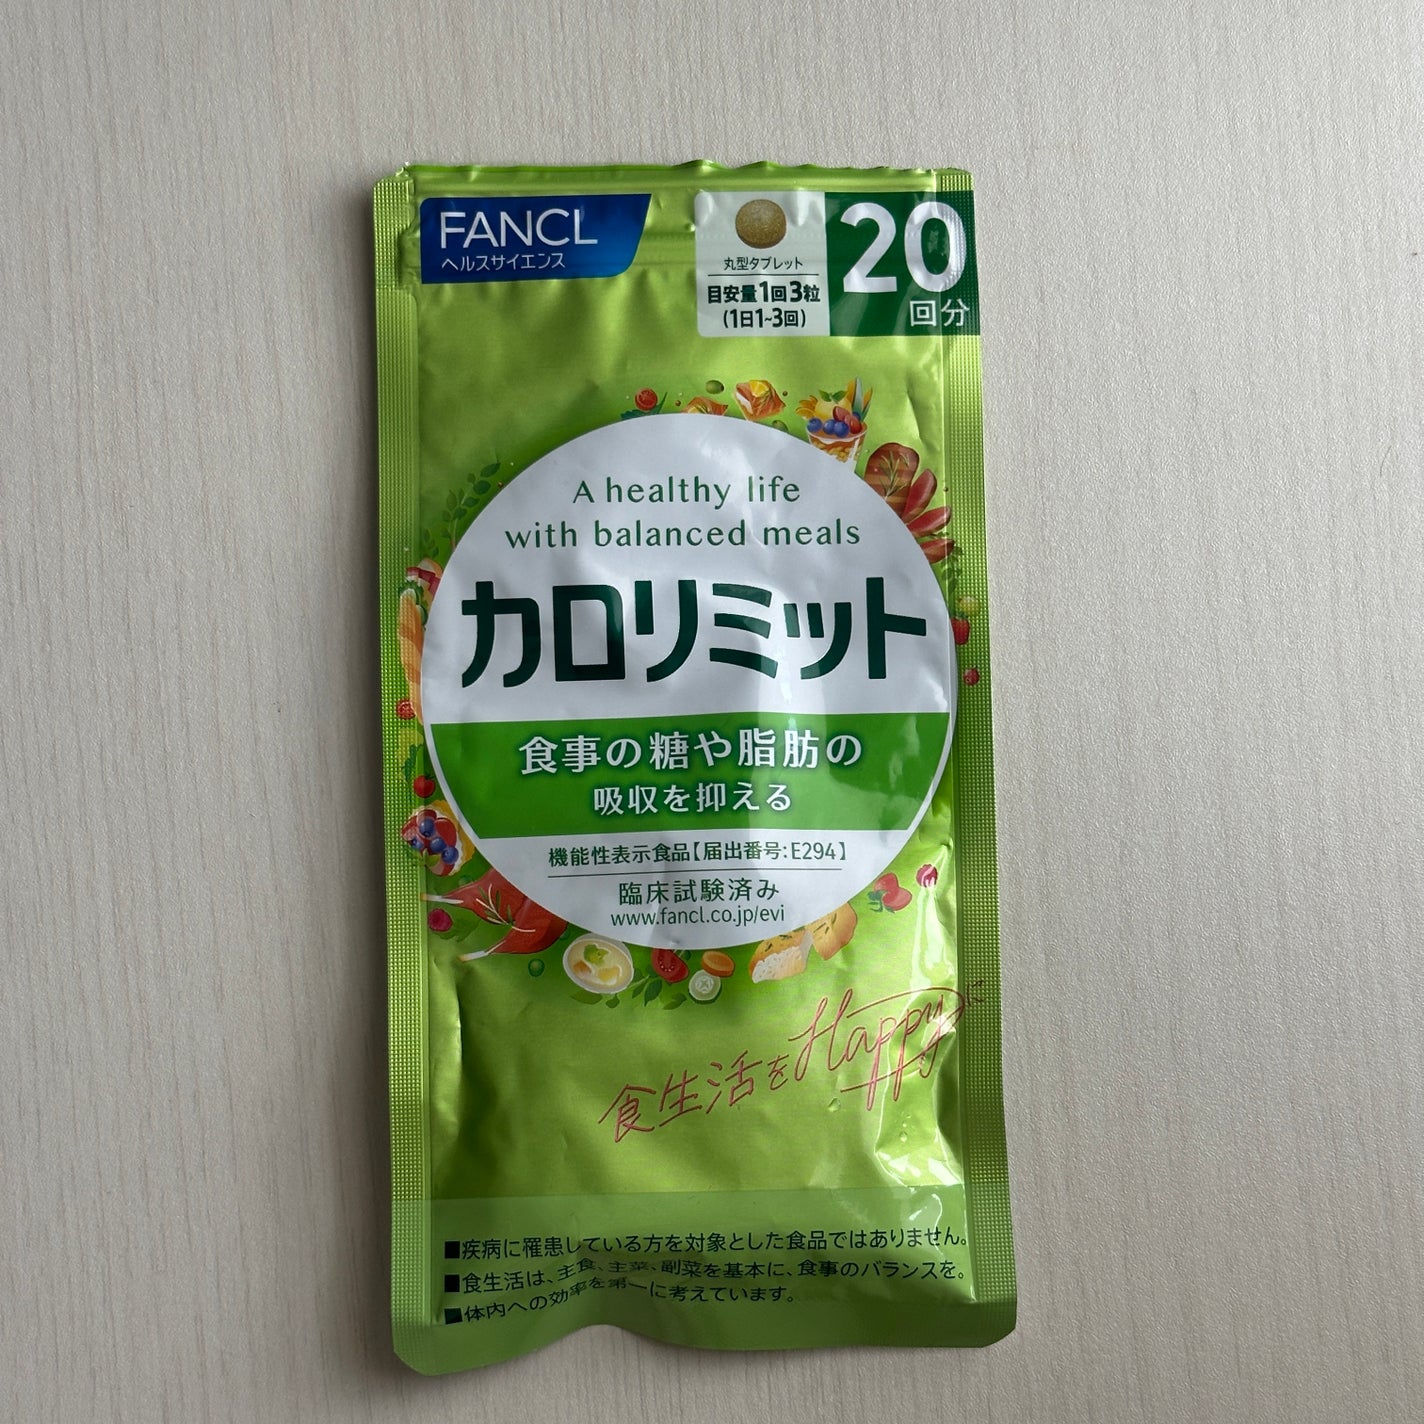 FANCL
ヘルスサイエンス
丸型タブレット
目安量1回3粒
(1日1~3回)
20
回分
A healthy life
with balanced meals
カロリミット
食事の糖や脂肪の
吸収を抑える
機能性表示食品【届出番号:E294】
臨床試験済み
www.fancl.co.jp/evi
食生活をHappyに
■疾病に罹患している方を対象とした食品ではありません。
■食生活は、主食、主菜、副菜を基本に、食事のバランスを。
■体内への効率を第一に考えています。